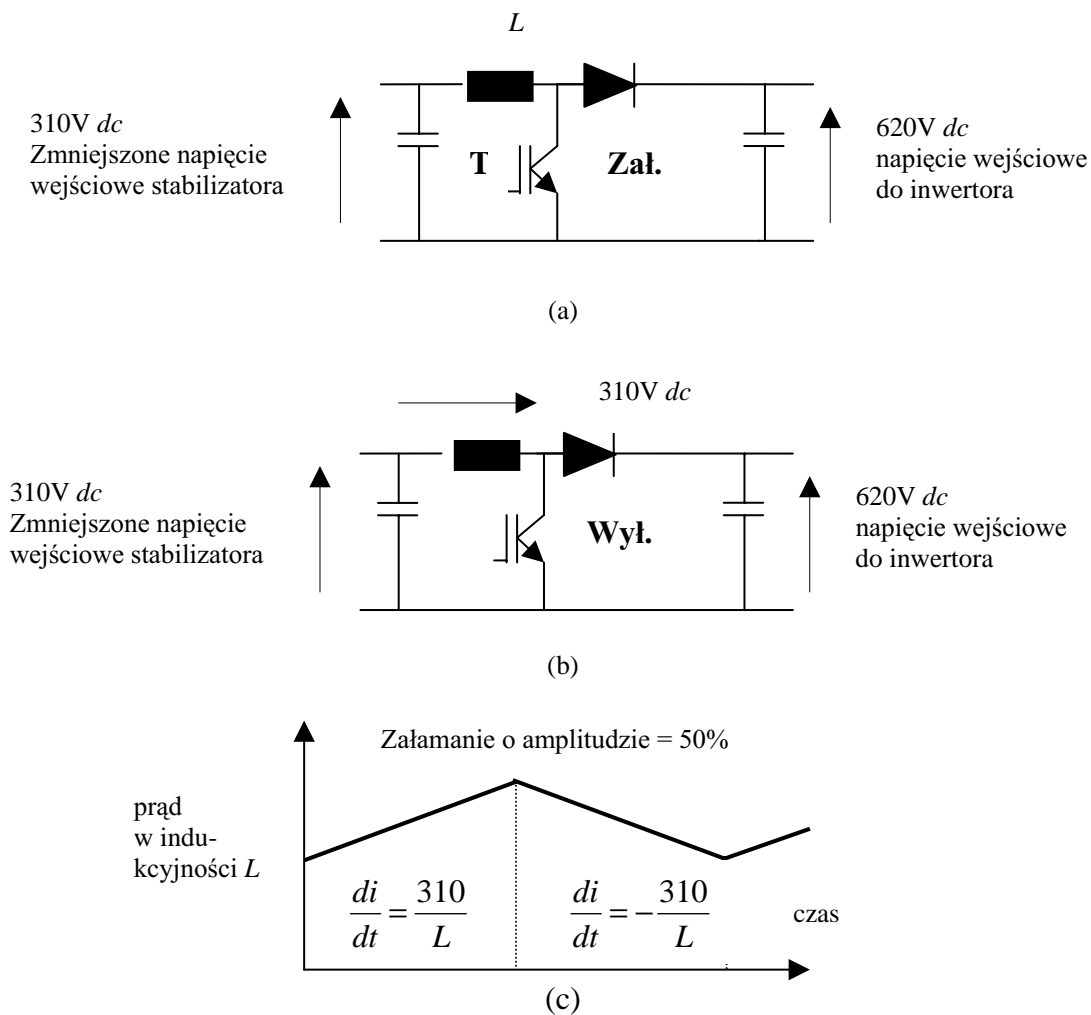 L
310V dc
Zmniejszone napięcie
wejściowe stabilizatora
T
Zał.
620V dc
napięcie wejściowe
do inwertora
(a)
310V dc
310V dc
Zmniejszone napięcie
wejściowe stabilizatora
Wył.
620V dc
napięcie wejściowe
do inwertora
(b)
Załamanie o amplitudzie = 50%
prąd
w indu-
kcyjności L
di/dt = 310/L
di/dt = -310/L
czas
(c)